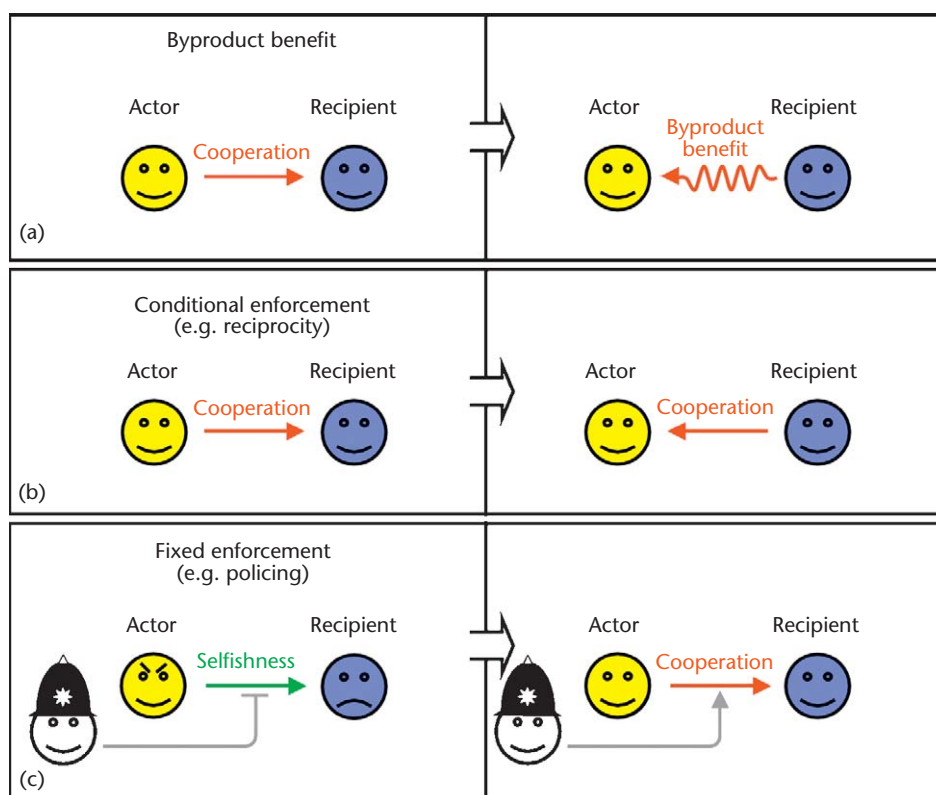 Byproduct benefit
Actor
Recipient
Cooperation
(a)
Actor
Recipient
Byproduct
benefit
Conditional enforcement
(e.g. reciprocity)
Actor
Recipient
Cooperation
(b)
Actor
Recipient
Cooperation
Fixed enforcement
(e.g. policing)
Actor
Recipient
Selfishness
(c)
Actor
Recipient
Cooperation